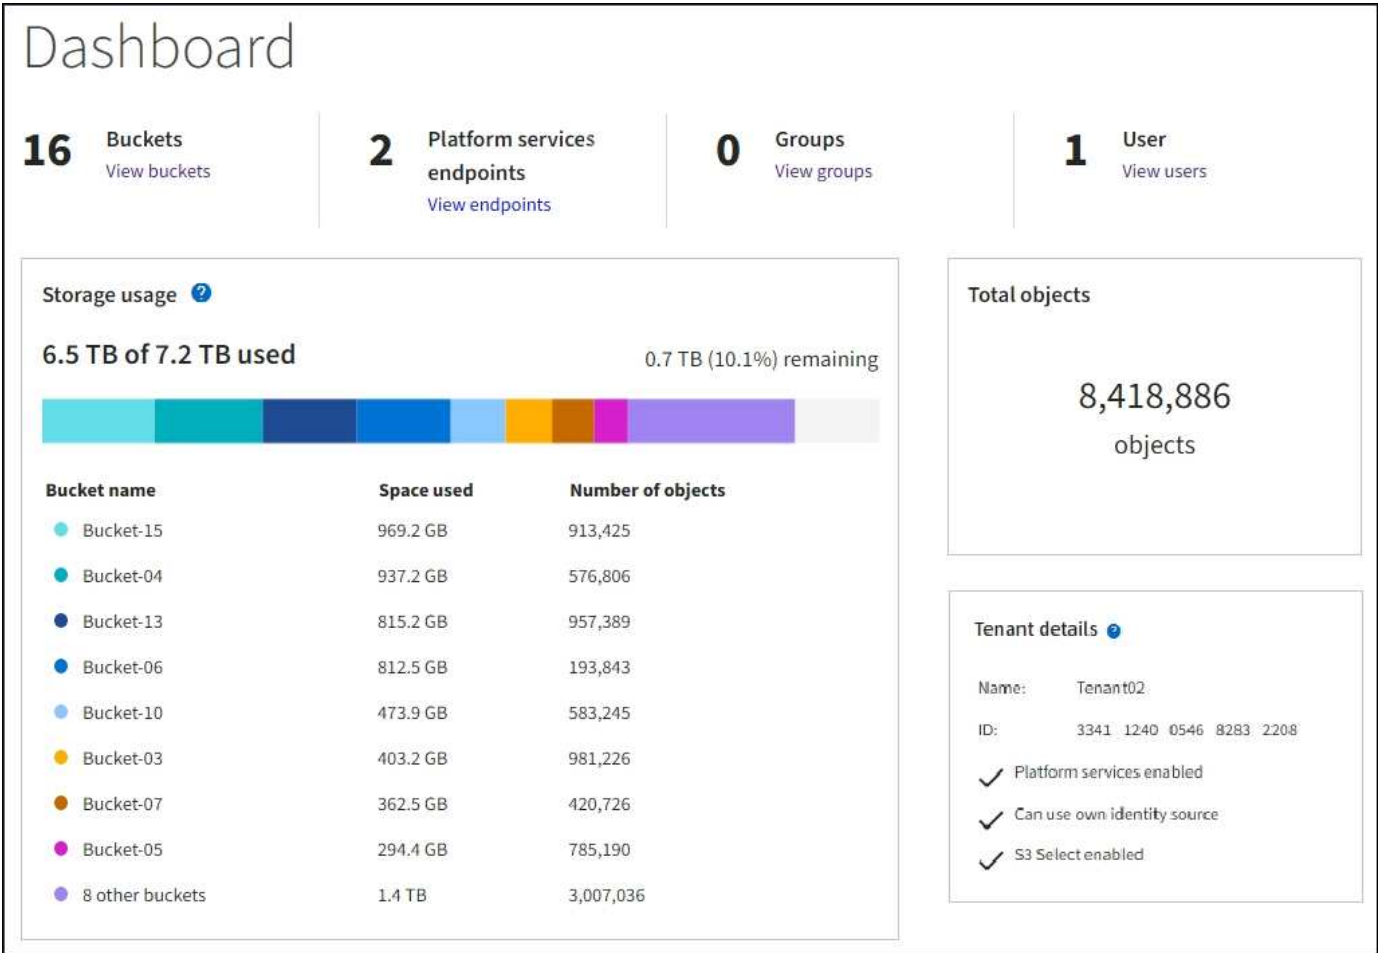 Dashboard
16 Buckets
View buckets
2 Platform services
endpoints
View endpoints
0 Groups
View groups
1 User
View users
Storage usage ?
6.5 TB of 7.2 TB used
0.7 TB (10.1%) remaining
Bucket name Space used Number of objects
Bucket-15 969.2 GB 913,425
Bucket-04 937.2 GB 576,806
Bucket-13 815.2 GB 957,389
Bucket-06 812.5 GB 193,843
Bucket-10 473.9 GB 583,245
Bucket-03 403.2 GB 981,226
Bucket-07 362.5 GB 420,726
Bucket-05 294.4 GB 785,190
8 other buckets 1.4 TB 3,007,036
Total objects
8,418,886
objects
Tenant details ?
Name: Tenant02
ID: 3341 1240 0546 8283 2208
Platform services enabled
Can use own identity source
S3 Select enabled